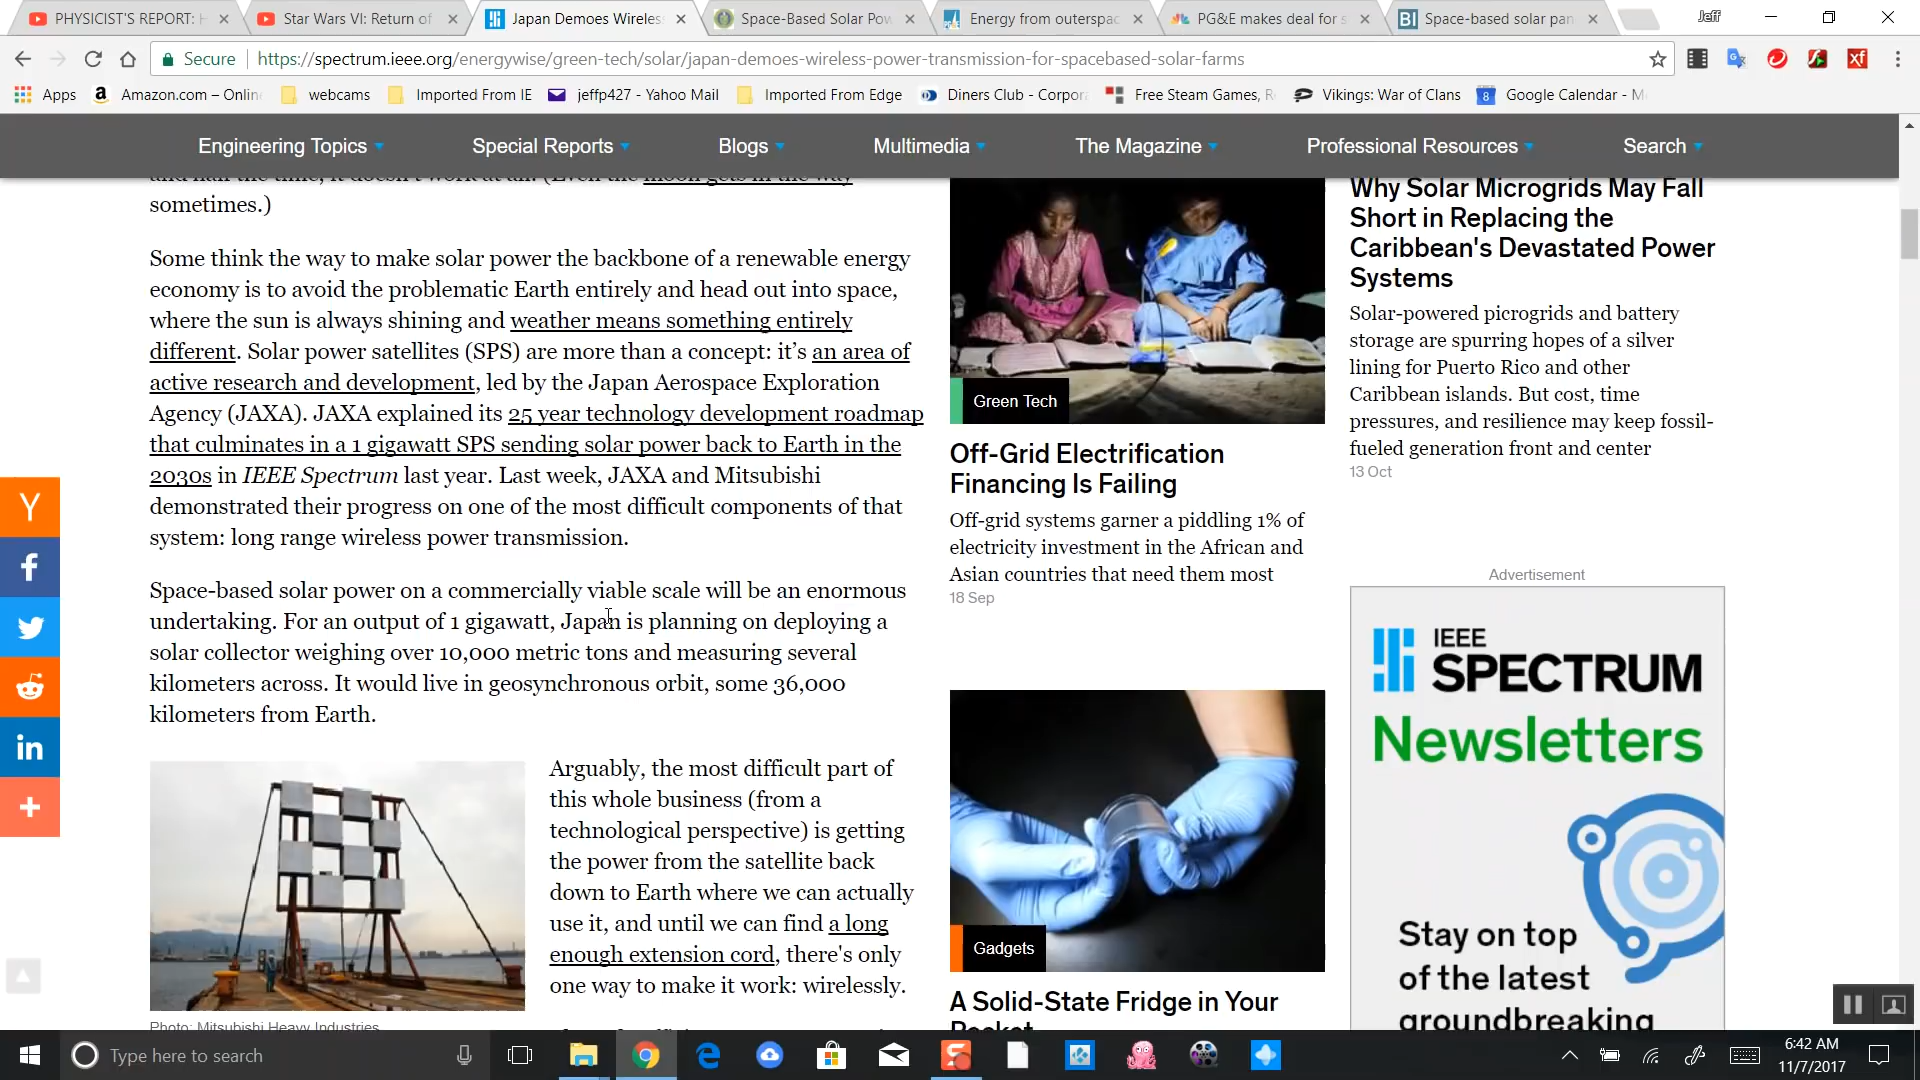 PHYSICIST'S REPORT:
Star Wars VI: Return of
Japan Demoes Wireless
Space-Based Solar Pow
Energy from outerspac
PG&E makes deal for s
Space-based solar pan
Jeff
Secure
https://spectrum.ieee.org/energywise/green-tech/solar/japan-demoes-wireless-power-transmission-for-spacebased-solar-farms
Apps
Amazon.com – Onlin
webcams
Imported From IE
jeffp427 - Yahoo Mail
Imported From Edge
Diners Club - Corpor
Free Steam Games, R
Vikings: War of Clans
8
Google Calendar - M
Engineering Topics
Special Reports
Blogs
Multimedia
The Magazine
Professional Resources
Search
and half the time, it doesn't work at all. (Even the moon gets in the way
sometimes.)
Some think the way to make solar power the backbone of a renewable energy
economy is to avoid the problematic Earth entirely and head out into space,
where the sun is always shining and weather means something entirely
different. Solar power satellites (SPS) are more than a concept: it's an area of
active research and development, led by the Japan Aerospace Exploration
Agency (JAXA). JAXA explained its 25 year technology development roadmap
that culminates in a 1 gigawatt SPS sending solar power back to Earth in the
2030s in IEEE Spectrum last year. Last week, JAXA and Mitsubishi
demonstrated their progress on one of the most difficult components of that
system: long range wireless power transmission.
Space-based solar power on a commercially viable scale will be an enormous
undertaking. For an output of 1 gigawatt, Japan is planning on deploying a
solar collector weighing over 10,000 metric tons and measuring several
kilometers across. It would live in geosynchronous orbit, some 36,000
kilometers from Earth.
Arguably, the most difficult part of
this whole business (from a
technological perspective) is getting
the power from the satellite back
down to Earth where we can actually
use it, and until we can find a long
enough extension cord, there's only
one way to make it work: wirelessly.
Photo: Mitsubishi Heavy Industries
Green Tech
Off-Grid Electrification
Financing Is Failing
Off-grid systems garner a piddling 1% of
electricity investment in the African and
Asian countries that need them most
18 Sep
Gadgets
A Solid-State Fridge in Your
Pocket
Why Solar Microgrids May Fall
Short in Replacing the
Caribbean's Devastated Power
Systems
Solar-powered picrogrids and battery
storage are spurring hopes of a silver
lining for Puerto Rico and other
Caribbean islands. But cost, time
pressures, and resilience may keep fossil-
fueled generation front and center
13 Oct
Advertisement
IEEE
SPECTRUM
Newsletters
Stay on top
of the latest
groundbreaking
Type here to search
6:42 AM
11/7/2017